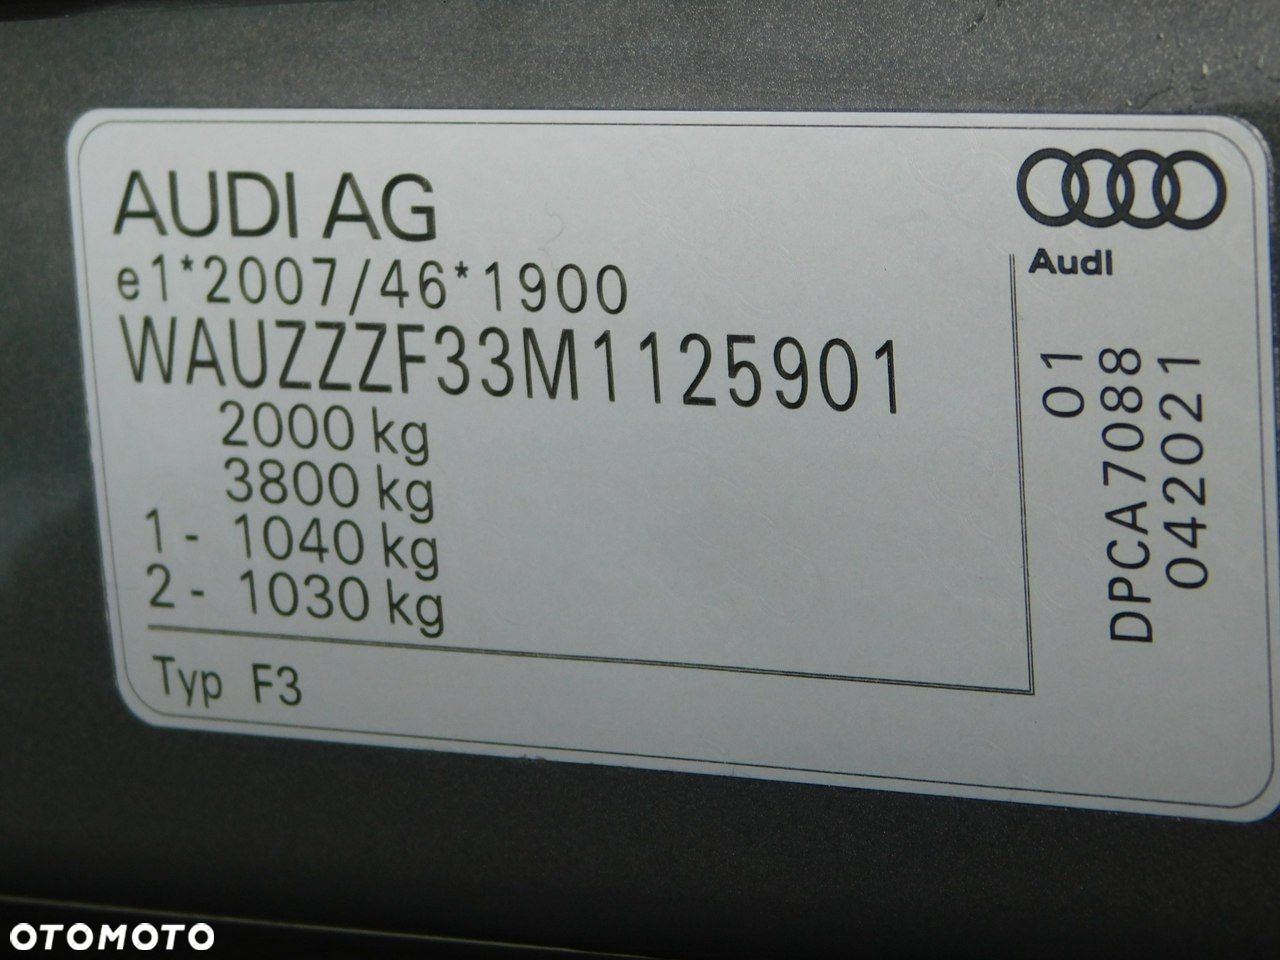 AUDI AG
e1*2007/46*1900
WAUZZZF33M1125901
2000 kg
3800 kg
1 - 1040 kg
2 - 1030 kg
Typ F3
Audi
01
DPCA7088
042021
OTOMOTO